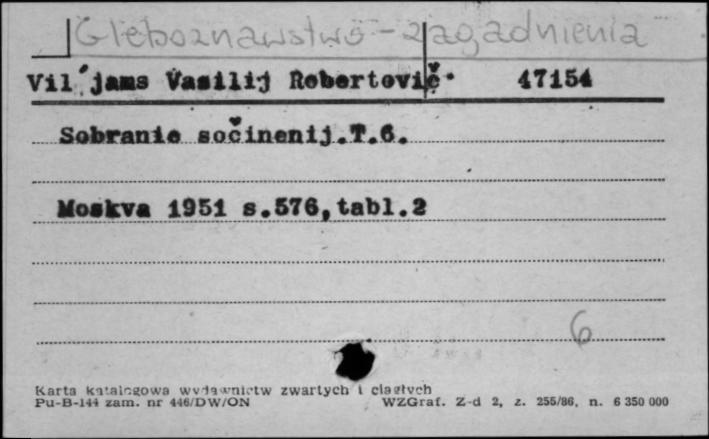 Gleboznawstwo - zagadnienia
Vil'jams Vasilij Robertovič 47154
Sobranie sočinenij.T.6.
Moskva 1951 s.576,tabl.2
6
Karta katalogowa wydawnictw zwartych i ciągłych
Pu-B-144 zam. nr 446/DW/ON WZGraf. Z-d 2, z. 255/86, n. 6 350 000